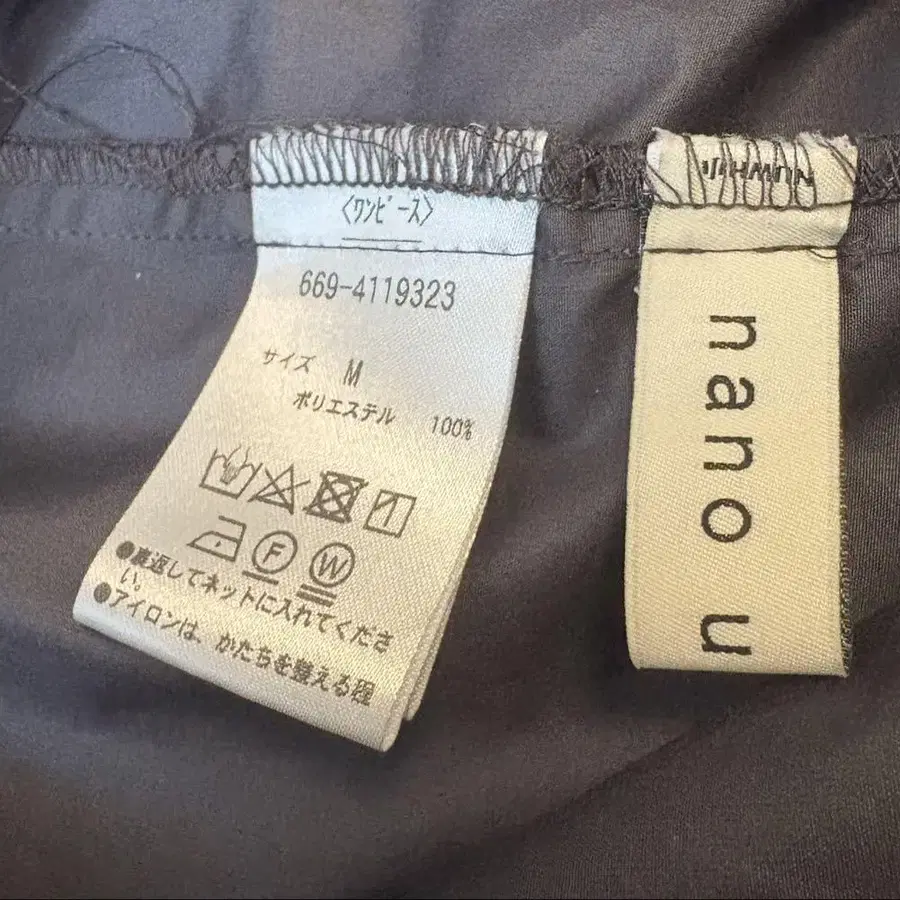 〈ワンピース〉
669-4119323
サイズ M
ポリエステル 100%
F W
●裏返してネットに入れてくださ
い。
●アイロンは、かたちを整える程
nano u